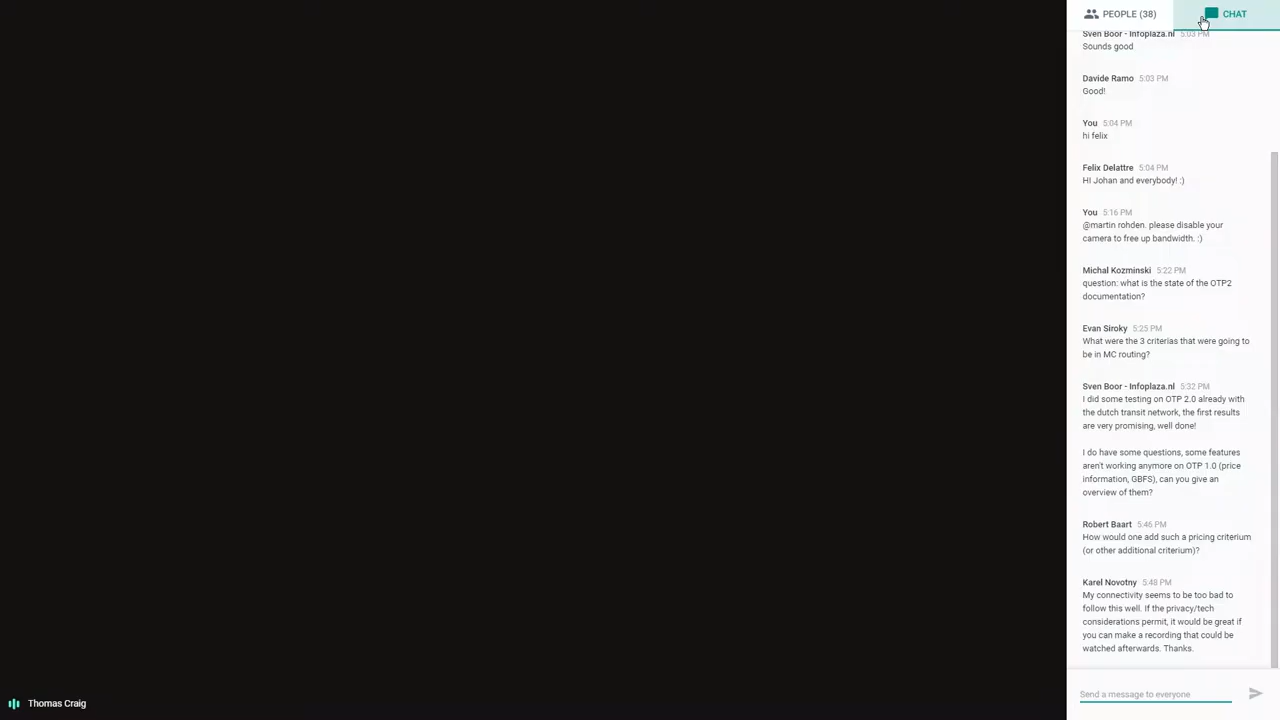 PEOPLE (38)
CHAT
Sven Boor - Infoplaza.nl 5:03 PM
Sounds good
Davide Ramo 5:03 PM
Good!
You 5:04 PM
hi felix
Felix Delattre 5:04 PM
HI Johan and everybody! :)
You 5:16 PM
@martin rohden. please disable your
camera to free up bandwidth. :)
Michal Kozminski 5:22 PM
question: what is the state of the OTP2
documentation?
Evan Siroky 5:25 PM
What were the 3 criterias that were going to
be in MC routing?
Sven Boor - Infoplaza.nl 5:32 PM
I did some testing on OTP 2.0 already with
the dutch transit network, the first results
are very promising, well done!
I do have some questions, some features
aren't working anymore on OTP 1.0 (price
information, GBFS), can you give an
overview of them?
Robert Baart 5:46 PM
How would one add such a pricing criterium
(or other additional criterium)?
Karel Novotny 5:48 PM
My connectivity seems to be too bad to
follow this well. If the privacy/tech
considerations permit, it would be great if
you can make a recording that could be
watched afterwards. Thanks.
Send a message to everyone
Thomas Craig